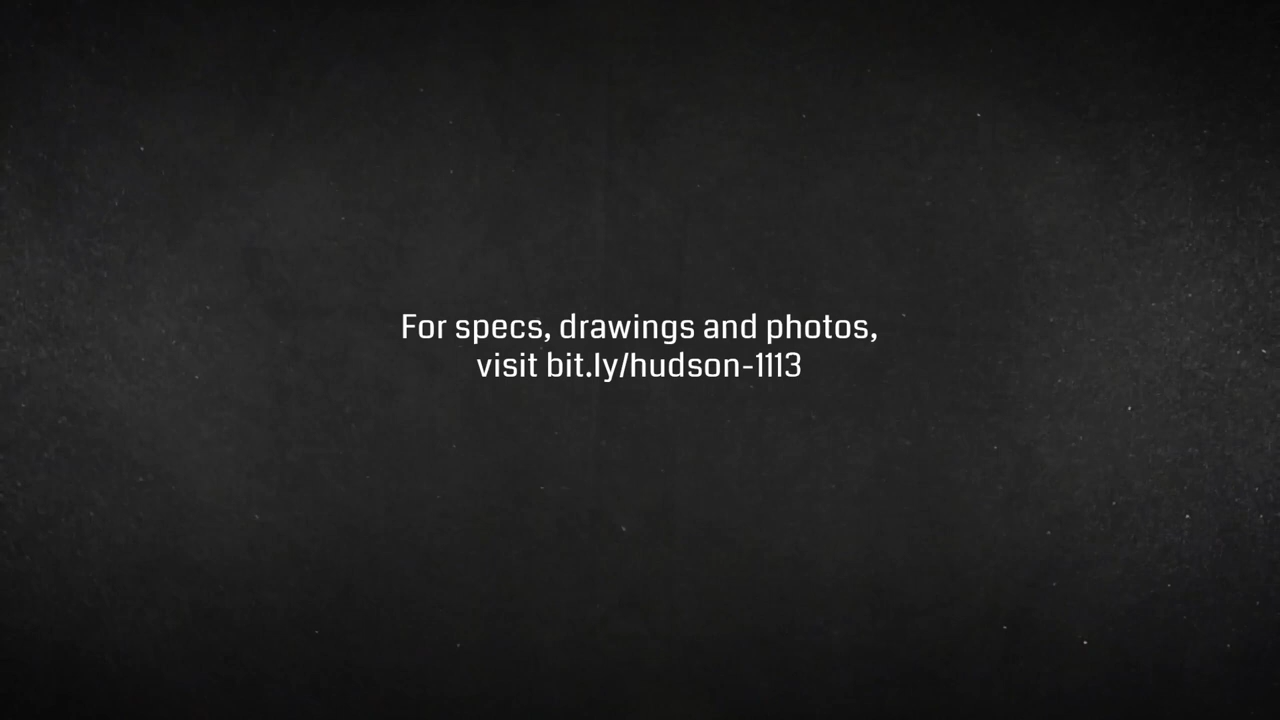 For specs, drawings and photos,
visit bit.ly/hudson-1113